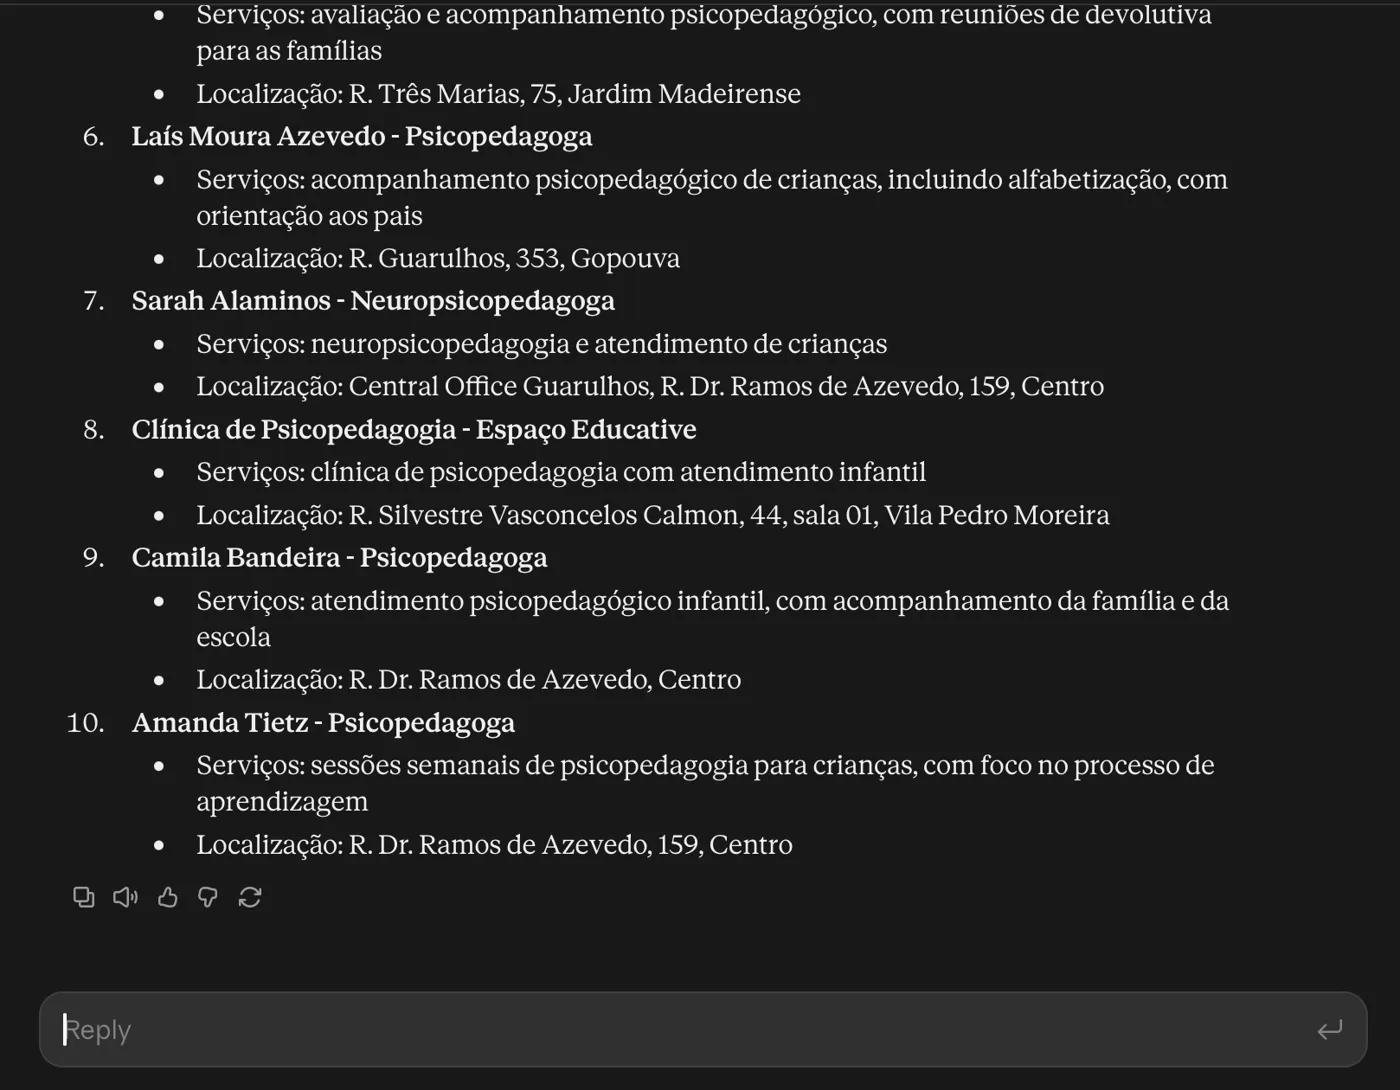 Serviços: avaliação e acompanhamento psicopedagógico, com reuniões de devolutiva
para as famílias
Localização: R. Três Marias, 75, Jardim Madeirense
6. Laís Moura Azevedo - Psicopedagoga
Serviços: acompanhamento psicopedagógico de crianças, incluindo alfabetização, com
orientação aos pais
Localização: R. Guarulhos, 353, Gopouva
7. Sarah Alaminos - Neuropsicopedagoga
Serviços: neuropsicopedagogia e atendimento de crianças
Localização: Central Office Guarulhos, R. Dr. Ramos de Azevedo, 159, Centro
8. Clínica de Psicopedagogia - Espaço Educative
Serviços: clínica de psicopedagogia com atendimento infantil
Localização: R. Silvestre Vasconcelos Calmon, 44, sala 01, Vila Pedro Moreira
9. Camila Bandeira - Psicopedagoga
Serviços: atendimento psicopedagógico infantil, com acompanhamento da família e da
escola
Localização: R. Dr. Ramos de Azevedo, Centro
10. Amanda Tietz - Psicopedagoga
Serviços: sessões semanais de psicopedagogia para crianças, com foco no processo de
aprendizagem
Localização: R. Dr. Ramos de Azevedo, 159, Centro
Reply